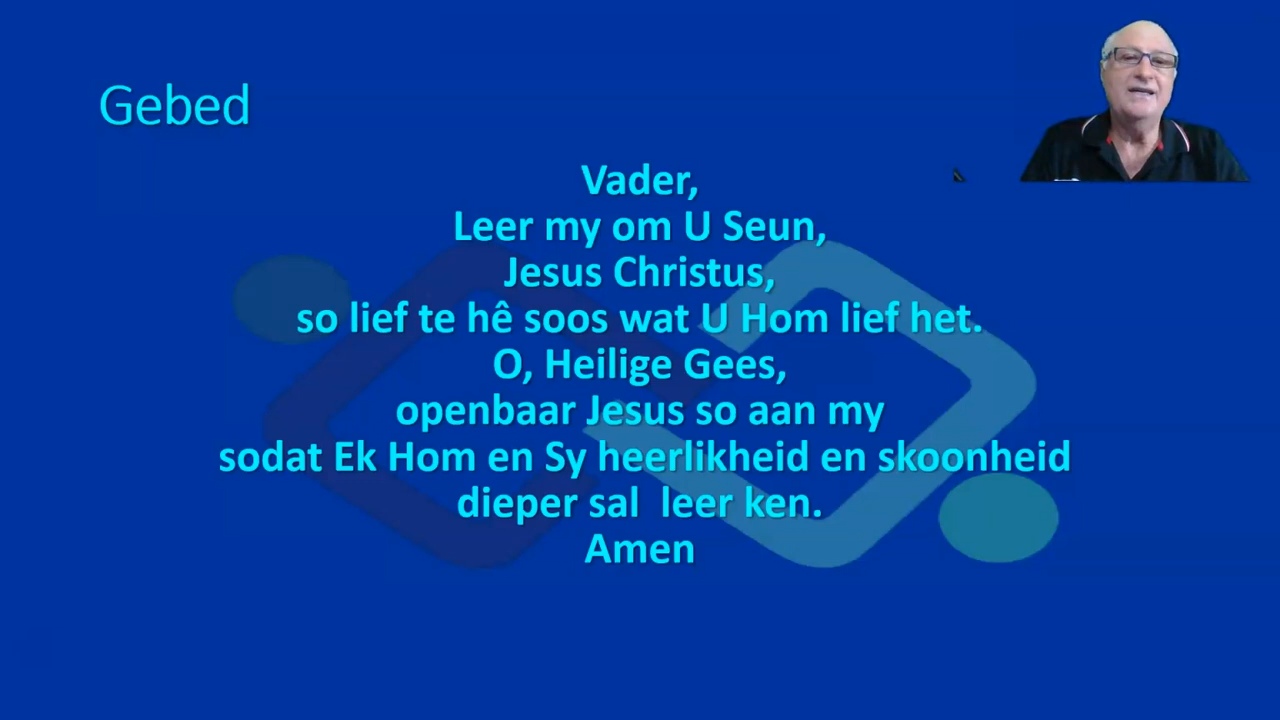 Gebed
Vader,
Leer my om U Seun,
Jesus Christus,
so lief te hê soos wat U Hom lief het.
O, Heilige Gees,
openbaar Jesus so aan my
sodat Ek Hom en Sy heerlikheid en skoonheid
dieper sal  leer ken.
Amen